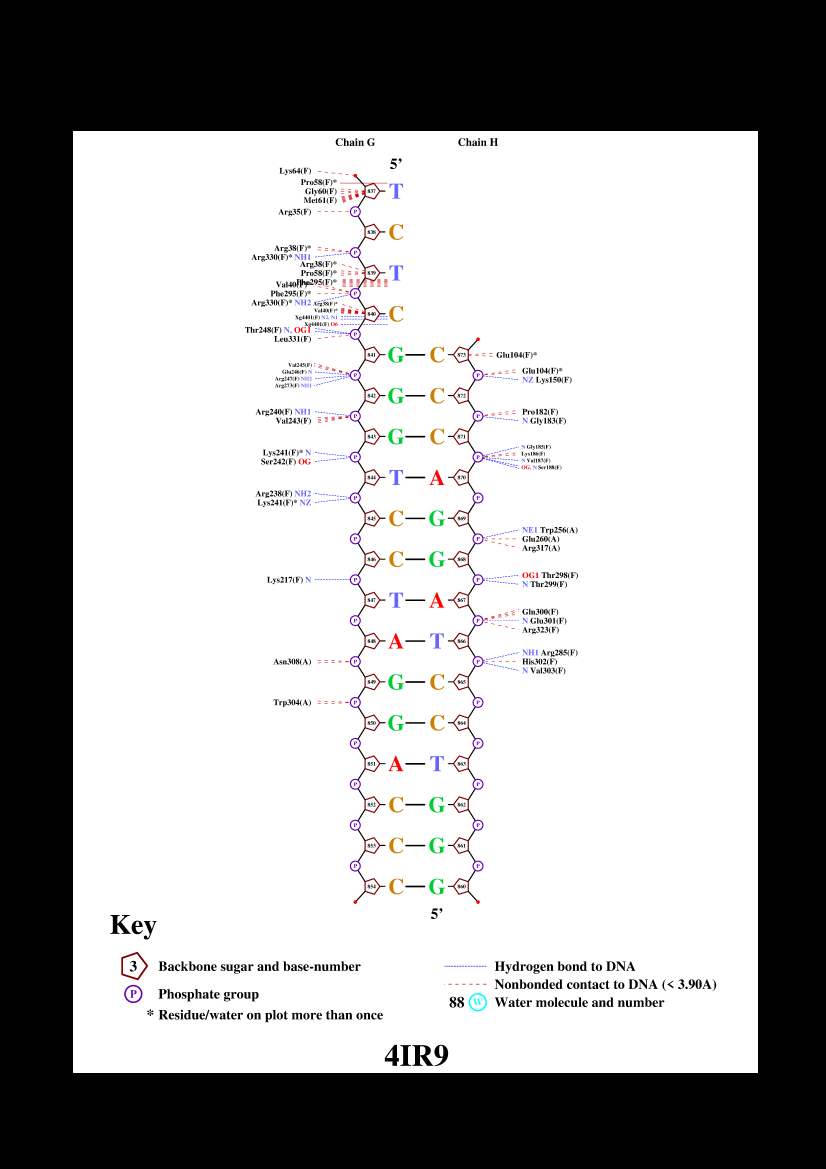 Chain G Chain H
5'
Lys64(F)
Pro58(F)*
Gly60(F)
Met61(F)
837 T
Arg35(F)
P
838 C
Arg38(F)*
Arg330(F)* NH1
P
Arg38(F)*
Pro58(F)*
Phe295(F)*
839 T
Val40(F)*
Phe295(F)*
Arg330(F)* NH2
P
Arg38(F)*
Val40(F)*
Xg4401(F) N2, N1
Xg4401(F) O6
840 C
Thr248(F) N, OG1
Leu331(F)
P
841 G C 873 Glu104(F)*
Val245(F)
Glu246(F) N
Arg247(F) NH2
Arg273(F) NH1
P P
Glu104(F)*
NZ Lys150(F)
842 G C 872
Arg240(F) NH1
Val243(F)
P P
Pro182(F)
N Gly183(F)
843 G C 871
Lys241(F)* N
Ser242(F) OG
P P
N Gly185(F)
Lys186(F)
N Val187(F)
OG, N Ser188(F)
844 T A 870
Arg238(F) NH2
Lys241(F)* NZ
P P
845 C G 869
P P
NE1 Trp256(A)
Glu260(A)
Arg317(A)
846 C G 868
Lys217(F) N
P P
OG1 Thr298(F)
N Thr299(F)
847 T A 867
P P
Gln300(F)
N Glu301(F)
Arg323(F)
848 A T 866
Asn308(A)
P P
NH1 Arg285(F)
His302(F)
N Val303(F)
849 G C 865
Trp304(A)
P P
850 G C 864
P P
851 A T 863
P P
852 C G 862
P P
853 C G 861
P P
854 C G 860
5'
Key
3 Backbone sugar and base-number
P Phosphate group
* Residue/water on plot more than once
Hydrogen bond to DNA
Nonbonded contact to DNA (< 3.90A)
88 W Water molecule and number
4IR9